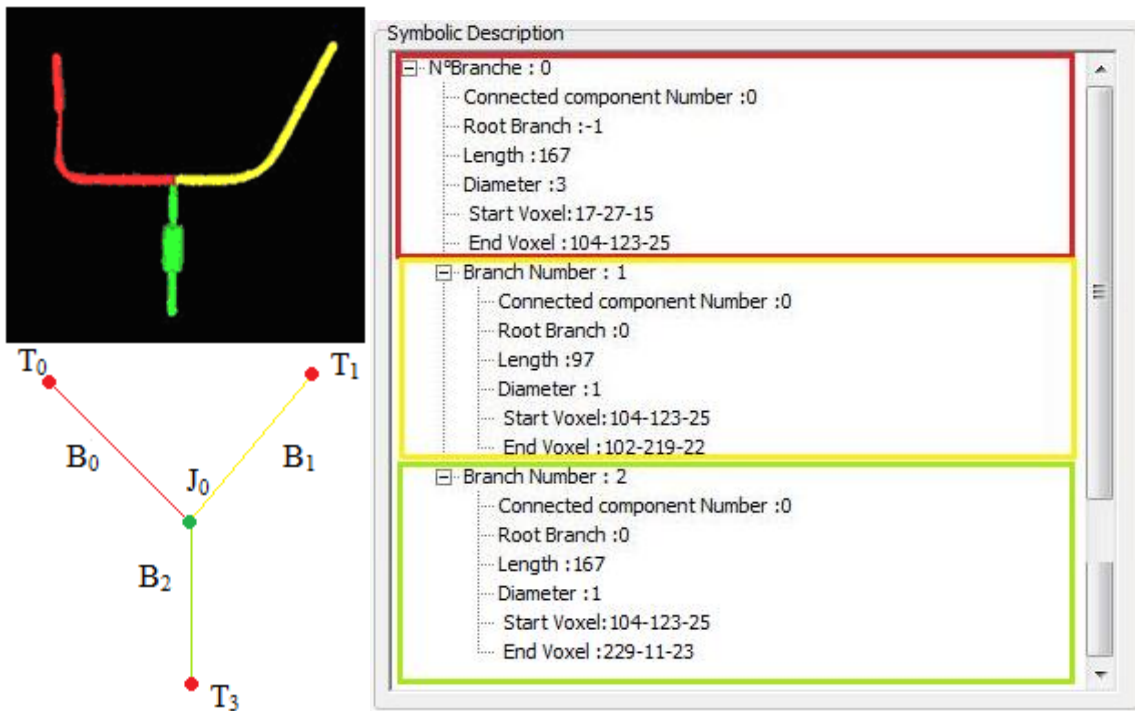 T0
T1
B0
B1
J0
B2
T3
Symbolic Description
N°Branche : 0
Connected component Number :0
Root Branch :-1
Length :167
Diameter :3
Start Voxel:17-27-15
End Voxel :104-123-25
Branch Number : 1
Connected component Number :0
Root Branch :0
Length :97
Diameter :1
Start Voxel:104-123-25
End Voxel :102-219-22
Branch Number : 2
Connected component Number :0
Root Branch :0
Length :167
Diameter :1
Start Voxel:104-123-25
End Voxel :229-11-23